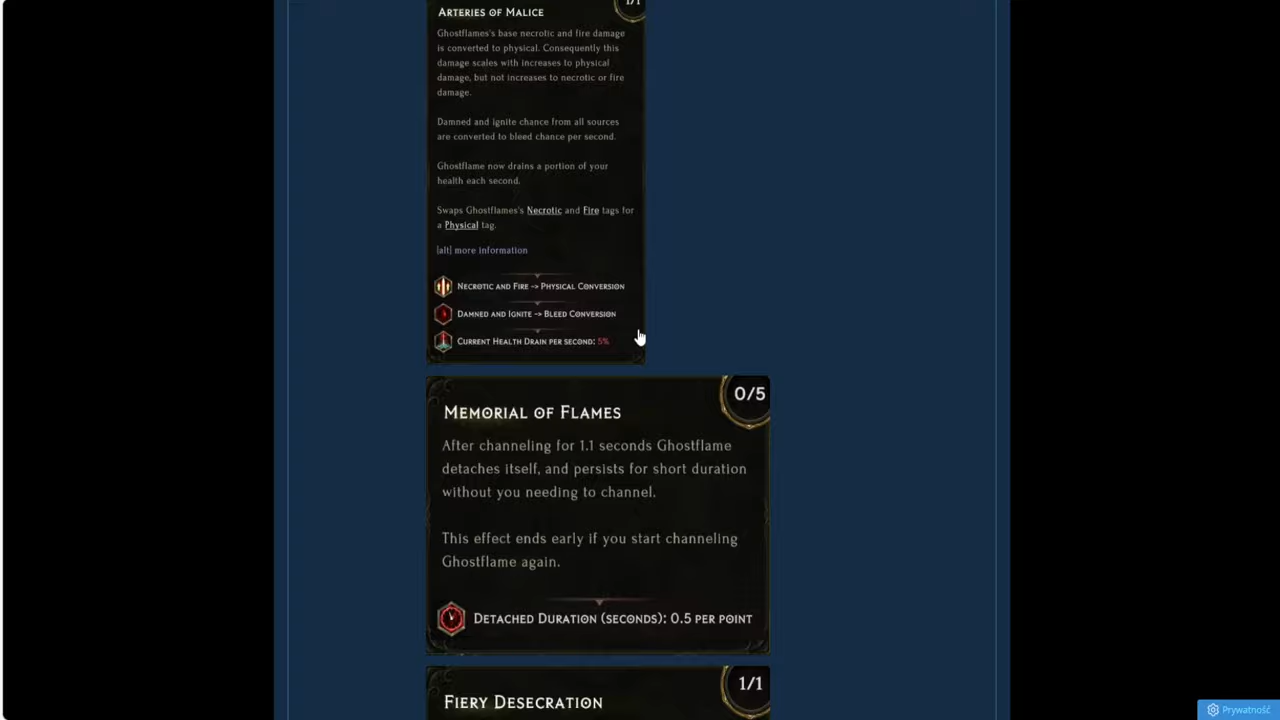 1/1
ARTERIES OF MALICE
Ghostflames's base necrotic and fire damage
is converted to physical. Consequently this
damage scales with increases to physical
damage, but not increases to necrotic or fire
damage.
Damned and ignite chance from all sources
are converted to bleed chance per second.
Ghostflame now drains a portion of your
health each second.
Swaps Ghostflames's Necrotic and Fire tags for
a Physical tag.
[alt] more information
NECROTIC AND FIRE -> PHYSICAL CONVERSION
DAMNED AND IGNITE -> BLEED CONVERSION
CURRENT HEALTH DRAIN PER SECOND: 5%
0/5
MEMORIAL OF FLAMES
After channeling for 1.1 seconds Ghostflame
detaches itself, and persists for short duration
without you needing to channel.
This effect ends early if you start channeling
Ghostflame again.
DETACHED DURATION (SECONDS): 0.5 PER POINT
1/1
FIERY DESECRATION
Prywatność